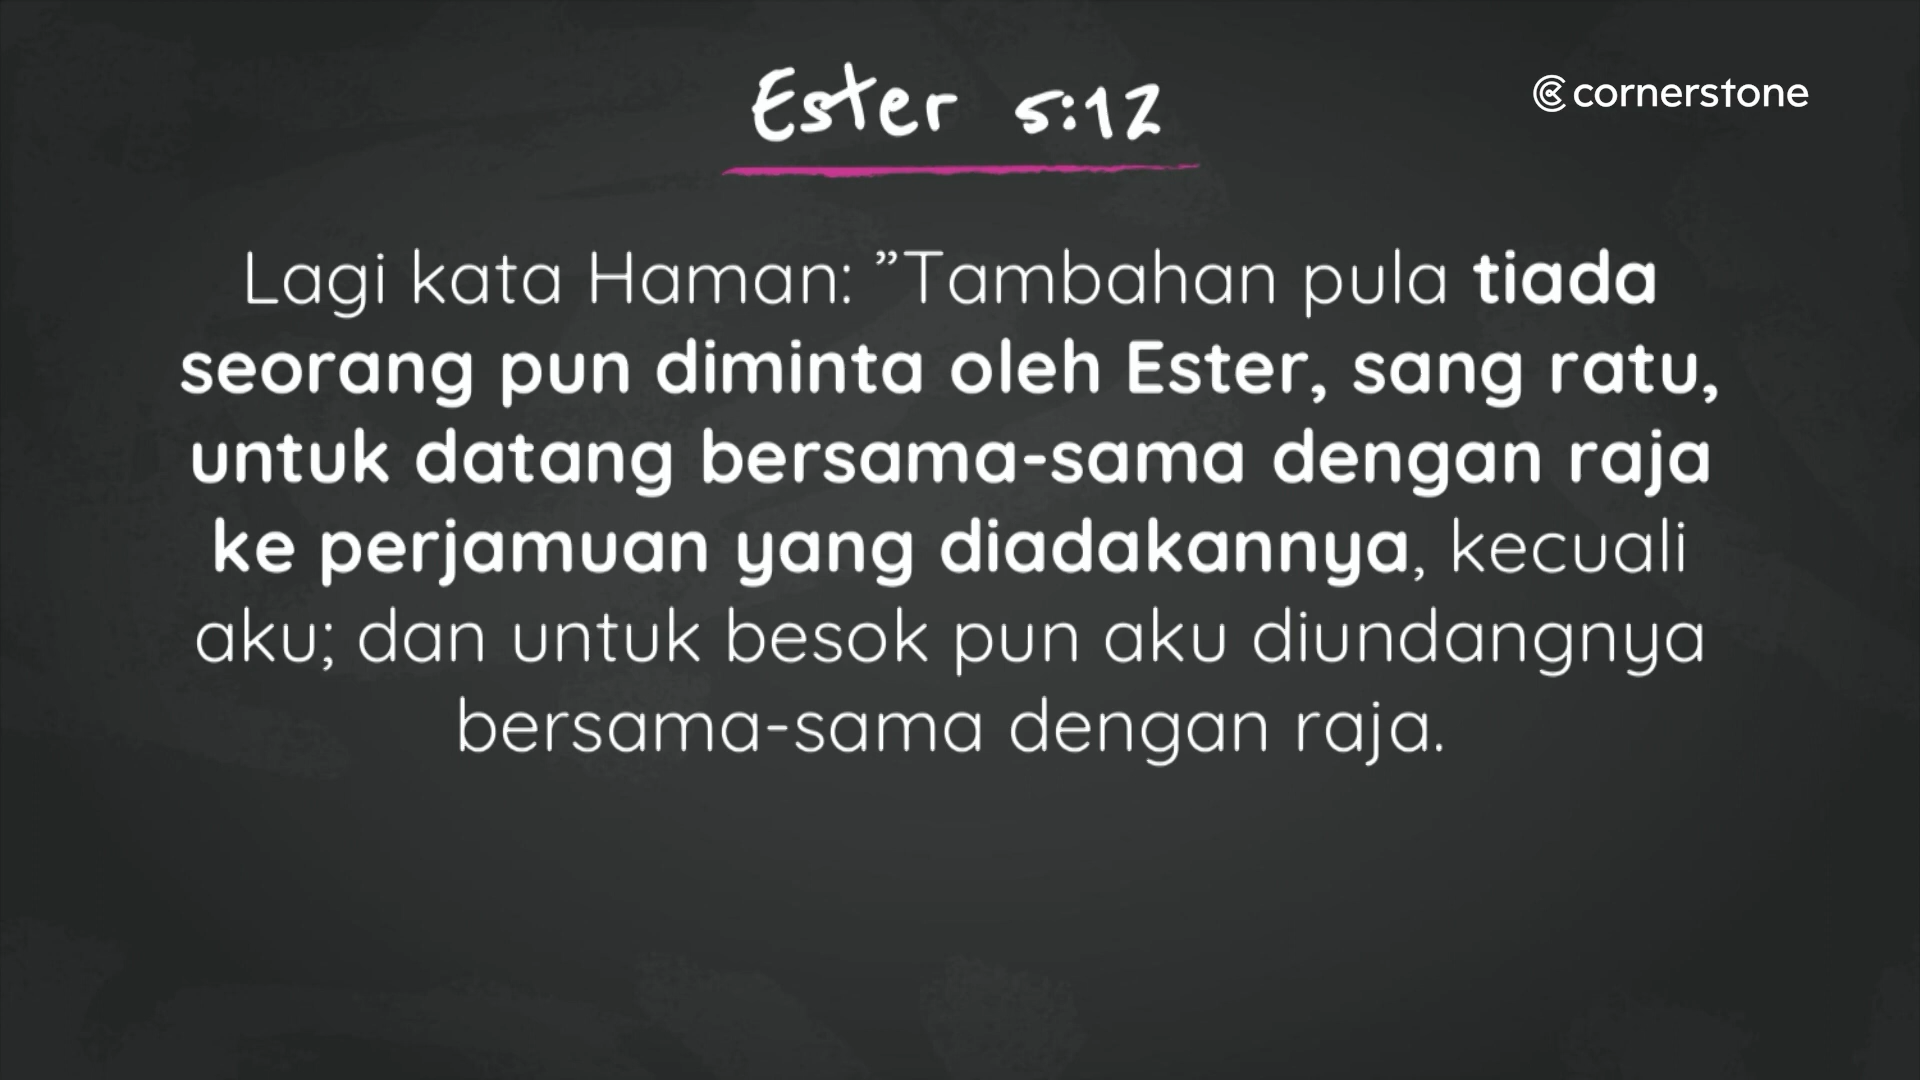 Ester 5:12
cornerstone
Lagi kata Haman: ”Tambahan pula tiada
seorang pun diminta oleh Ester, sang ratu,
untuk datang bersama-sama dengan raja
ke perjamuan yang diadakannya, kecuali
aku; dan untuk besok pun aku diundangnya
bersama-sama dengan raja.